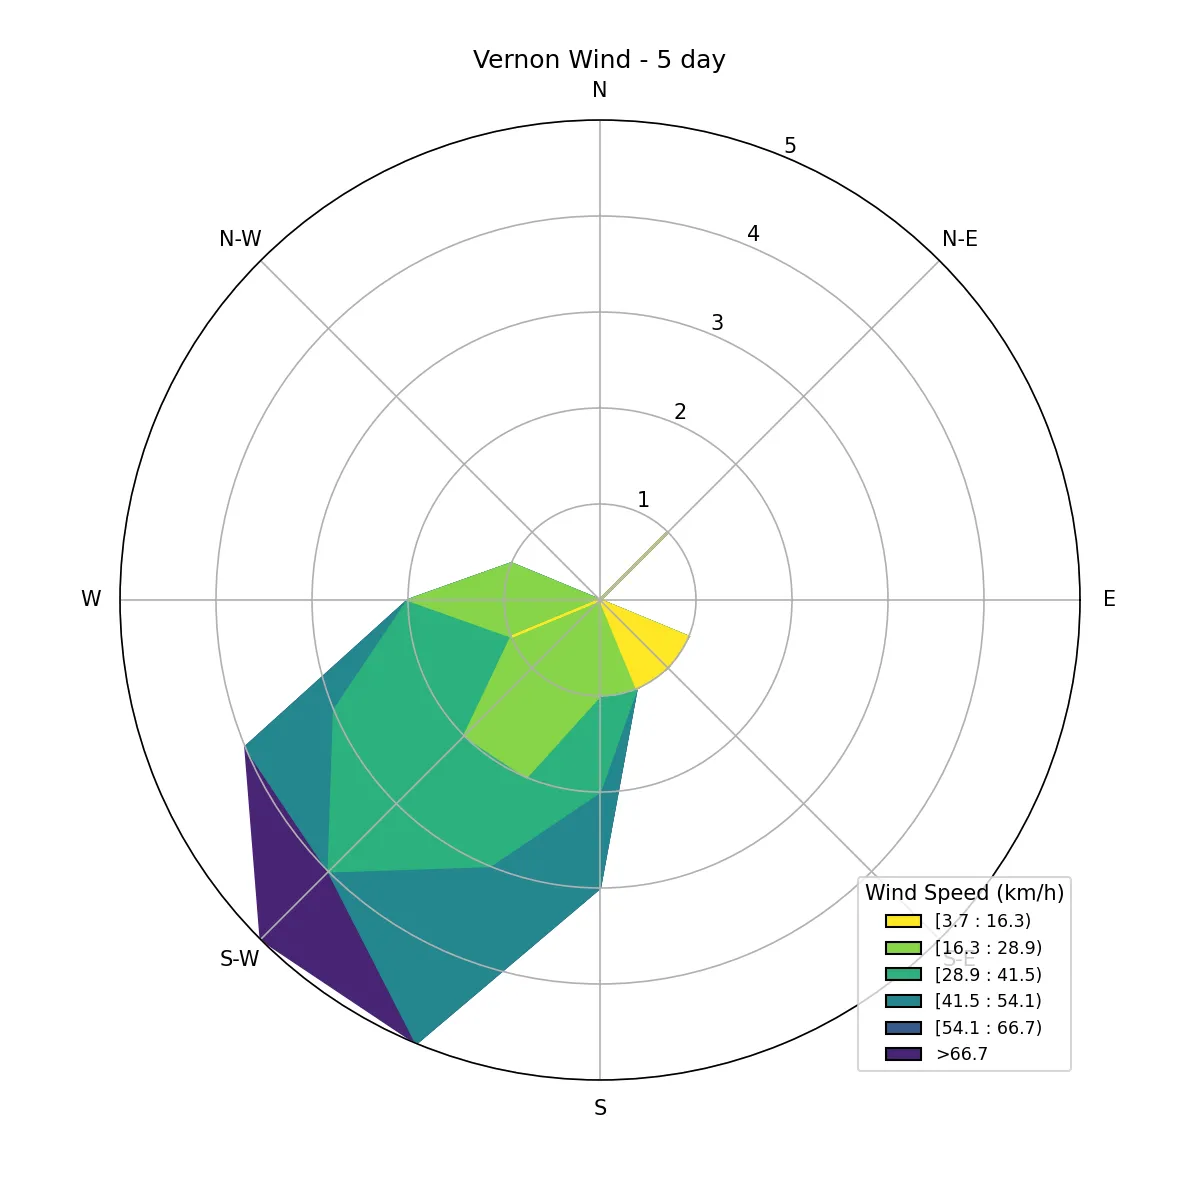 Vernon Wind - 5 day
N
5
N-W
N-E
4
3
2
1
W
E
S-W
S-E
S
Wind Speed (km/h)
[3.7 : 16.3)
[16.3 : 28.9)
[28.9 : 41.5)
[41.5 : 54.1)
[54.1 : 66.7)
>66.7